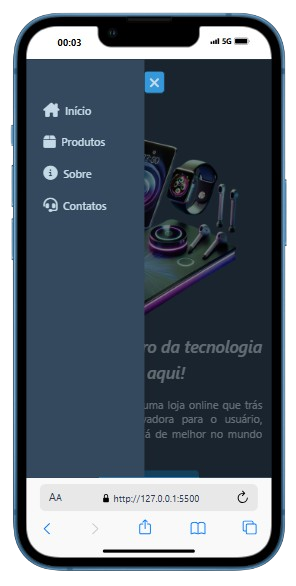 00:03
5G
Início
Produtos
Sobre
Contatos
ro da tecnologia
aqui!
uma loja online que trás
vadora para o usuário,
á de melhor no mundo
AA
http://127.0.0.1:5500